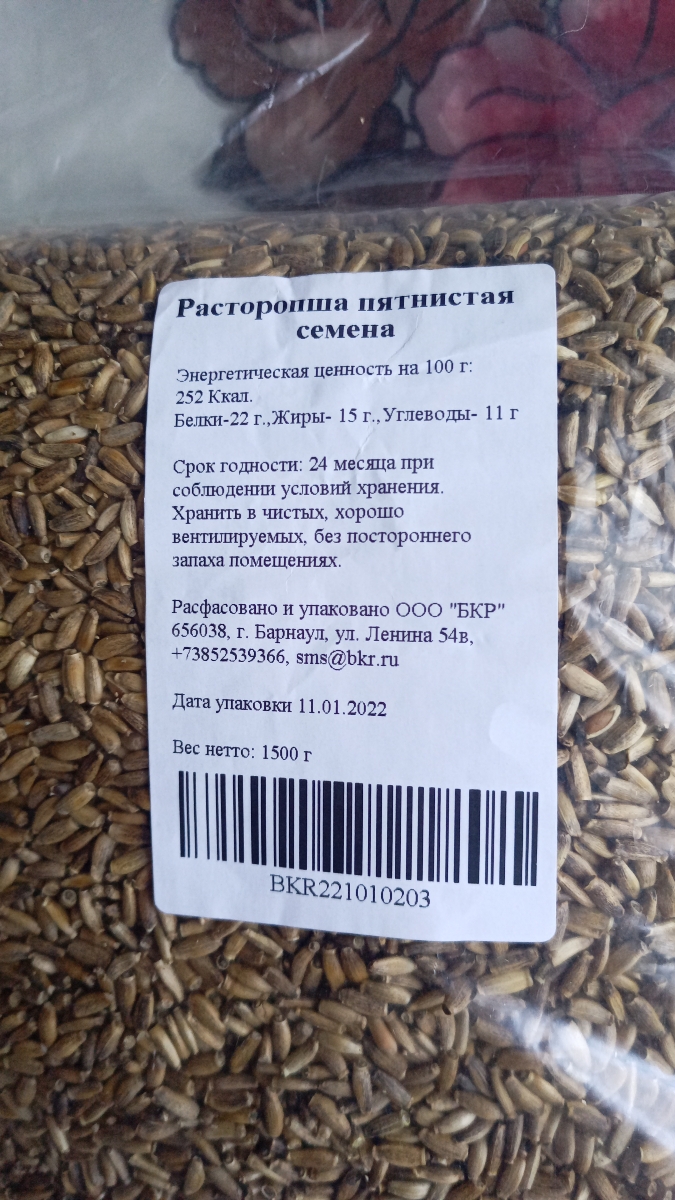 Расторопша пятнистая
семена
Энергетическая ценность на 100 г:
252 Ккал.
Белки-22 г.,Жиры- 15 г.,Углеводы- 11 г
Срок годности: 24 месяца при
соблюдении условий хранения.
Хранить в чистых, хорошо
вентилируемых, без постороннего
запаха помещениях.
Расфасовано и упаковано ООО "БКР"
656038, г. Барнаул, ул. Ленина 54в,
+73852539366, sms@bkr.ru
Дата упаковки 11.01.2022
Вес нетто: 1500 г
BKR221010203